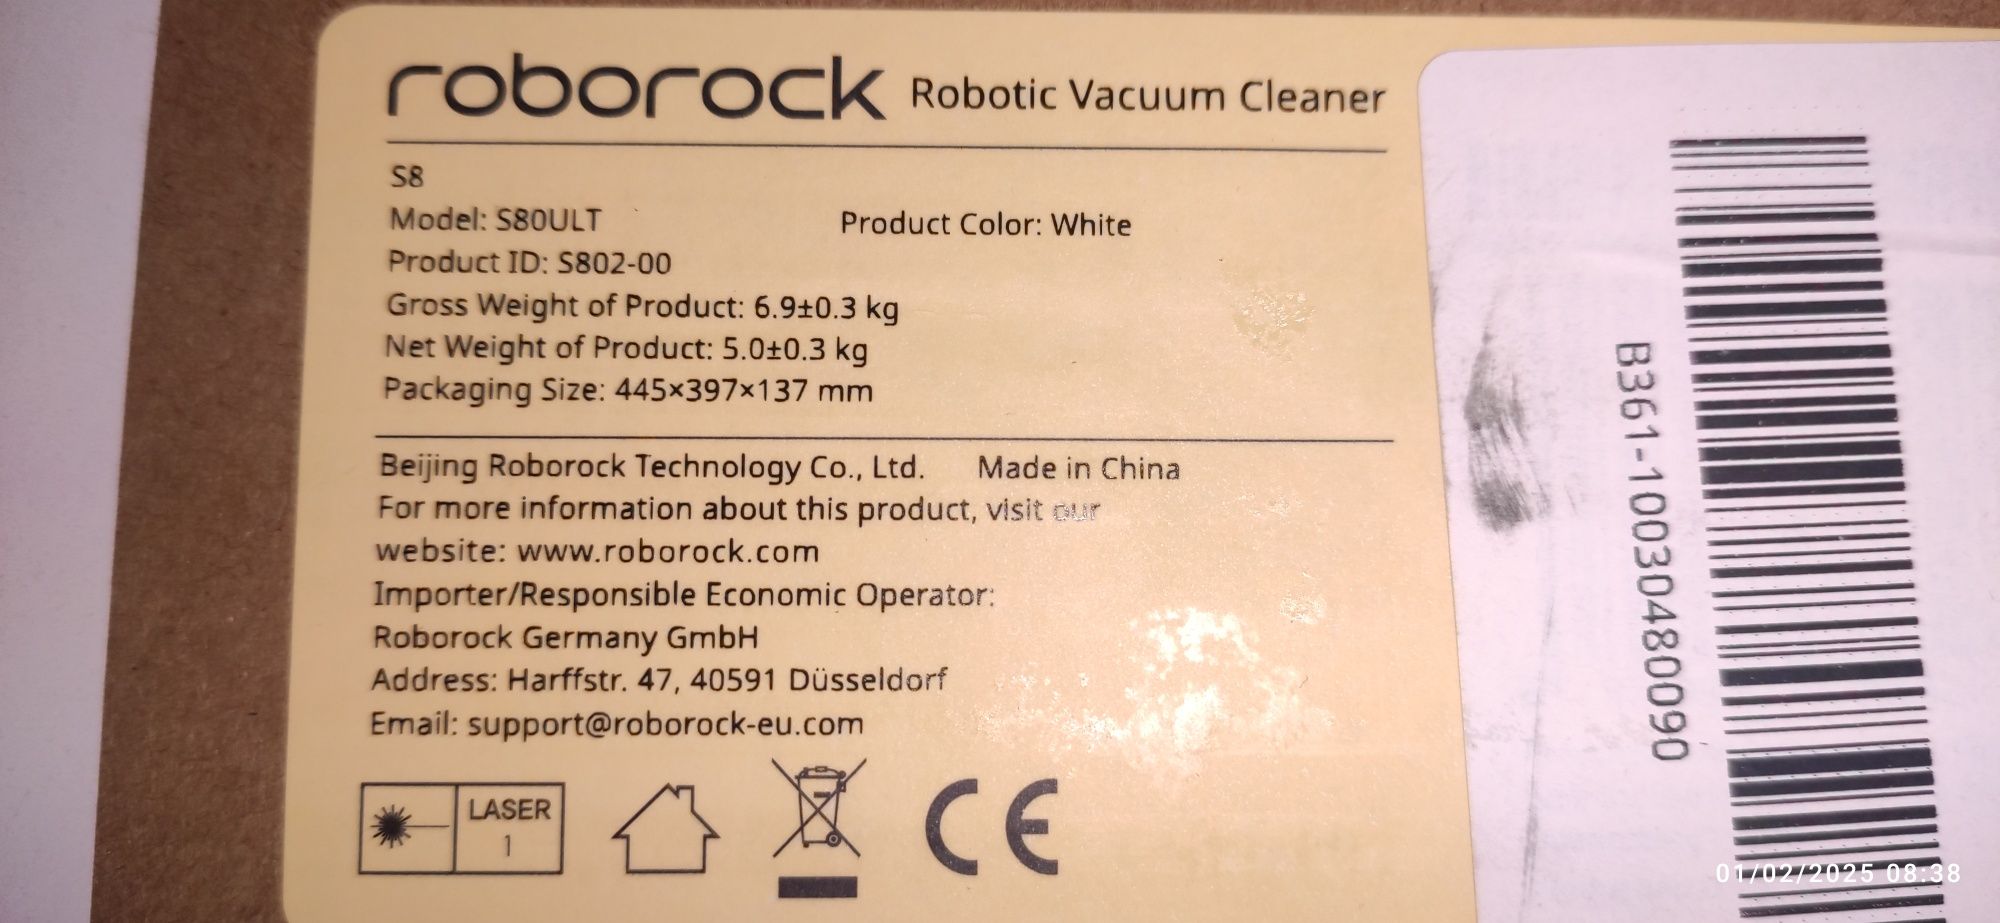 roborock Robotic Vacuum Cleaner
S8
Model: S80ULT Product Color: White
Product ID: S802-00
Gross Weight of Product: 6.9±0.3 kg
Net Weight of Product: 5.0±0.3 kg
Packaging Size: 445×397×137 mm
Beijing Roborock Technology Co., Ltd. Made in China
For more information about this product, visit our
website: www.roborock.com
Importer/Responsible Economic Operator:
Roborock Germany GmbH
Address: Harffstr. 47, 40591 Düsseldorf
Email: support@roborock-eu.com
LASER
1
CE
B361-10030480090
01/02/2025 08:38